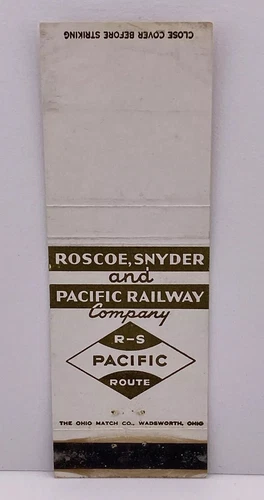 CLOSE COVER BEFORE STRIKING
ROSCOE, SNYDER
and
PACIFIC RAILWAY
Company
R-S
PACIFIC
ROUTE
THE OHIO MATCH CO., WADSWORTH, OHIO